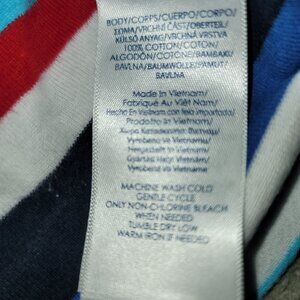 BODY/CORPS/CUERPO/CORPO/
ΣΩΜΑ/VRCHNÍ ČÁST/OBERTEIL/
KÜLSŐ ANYAG/VRCHNÁ VRSTVA
100% COTTON/COTON/
ALGODÓN/COTONE/BAMBAKI/
BAVLNA/BAUMWOLLE/PAMUT/
BAVLNA
Made In Vietnam/
Fabriqué Au Viêt Nam/
Hecho En Vietnam con tela importada
Prodotto In Vietnam/
Vyrobeno ve Vietnamu
Hergestellt in Vietnam/
Vietnam/
Vyrobené vo Vietname
MACHINE WASH COLD
GENTLE CYCLE
ONLY NON-CHLORINE BLEACH
WHEN NEEDED
TUMBLE DRY LOW
WARM IRON IF NEEDED